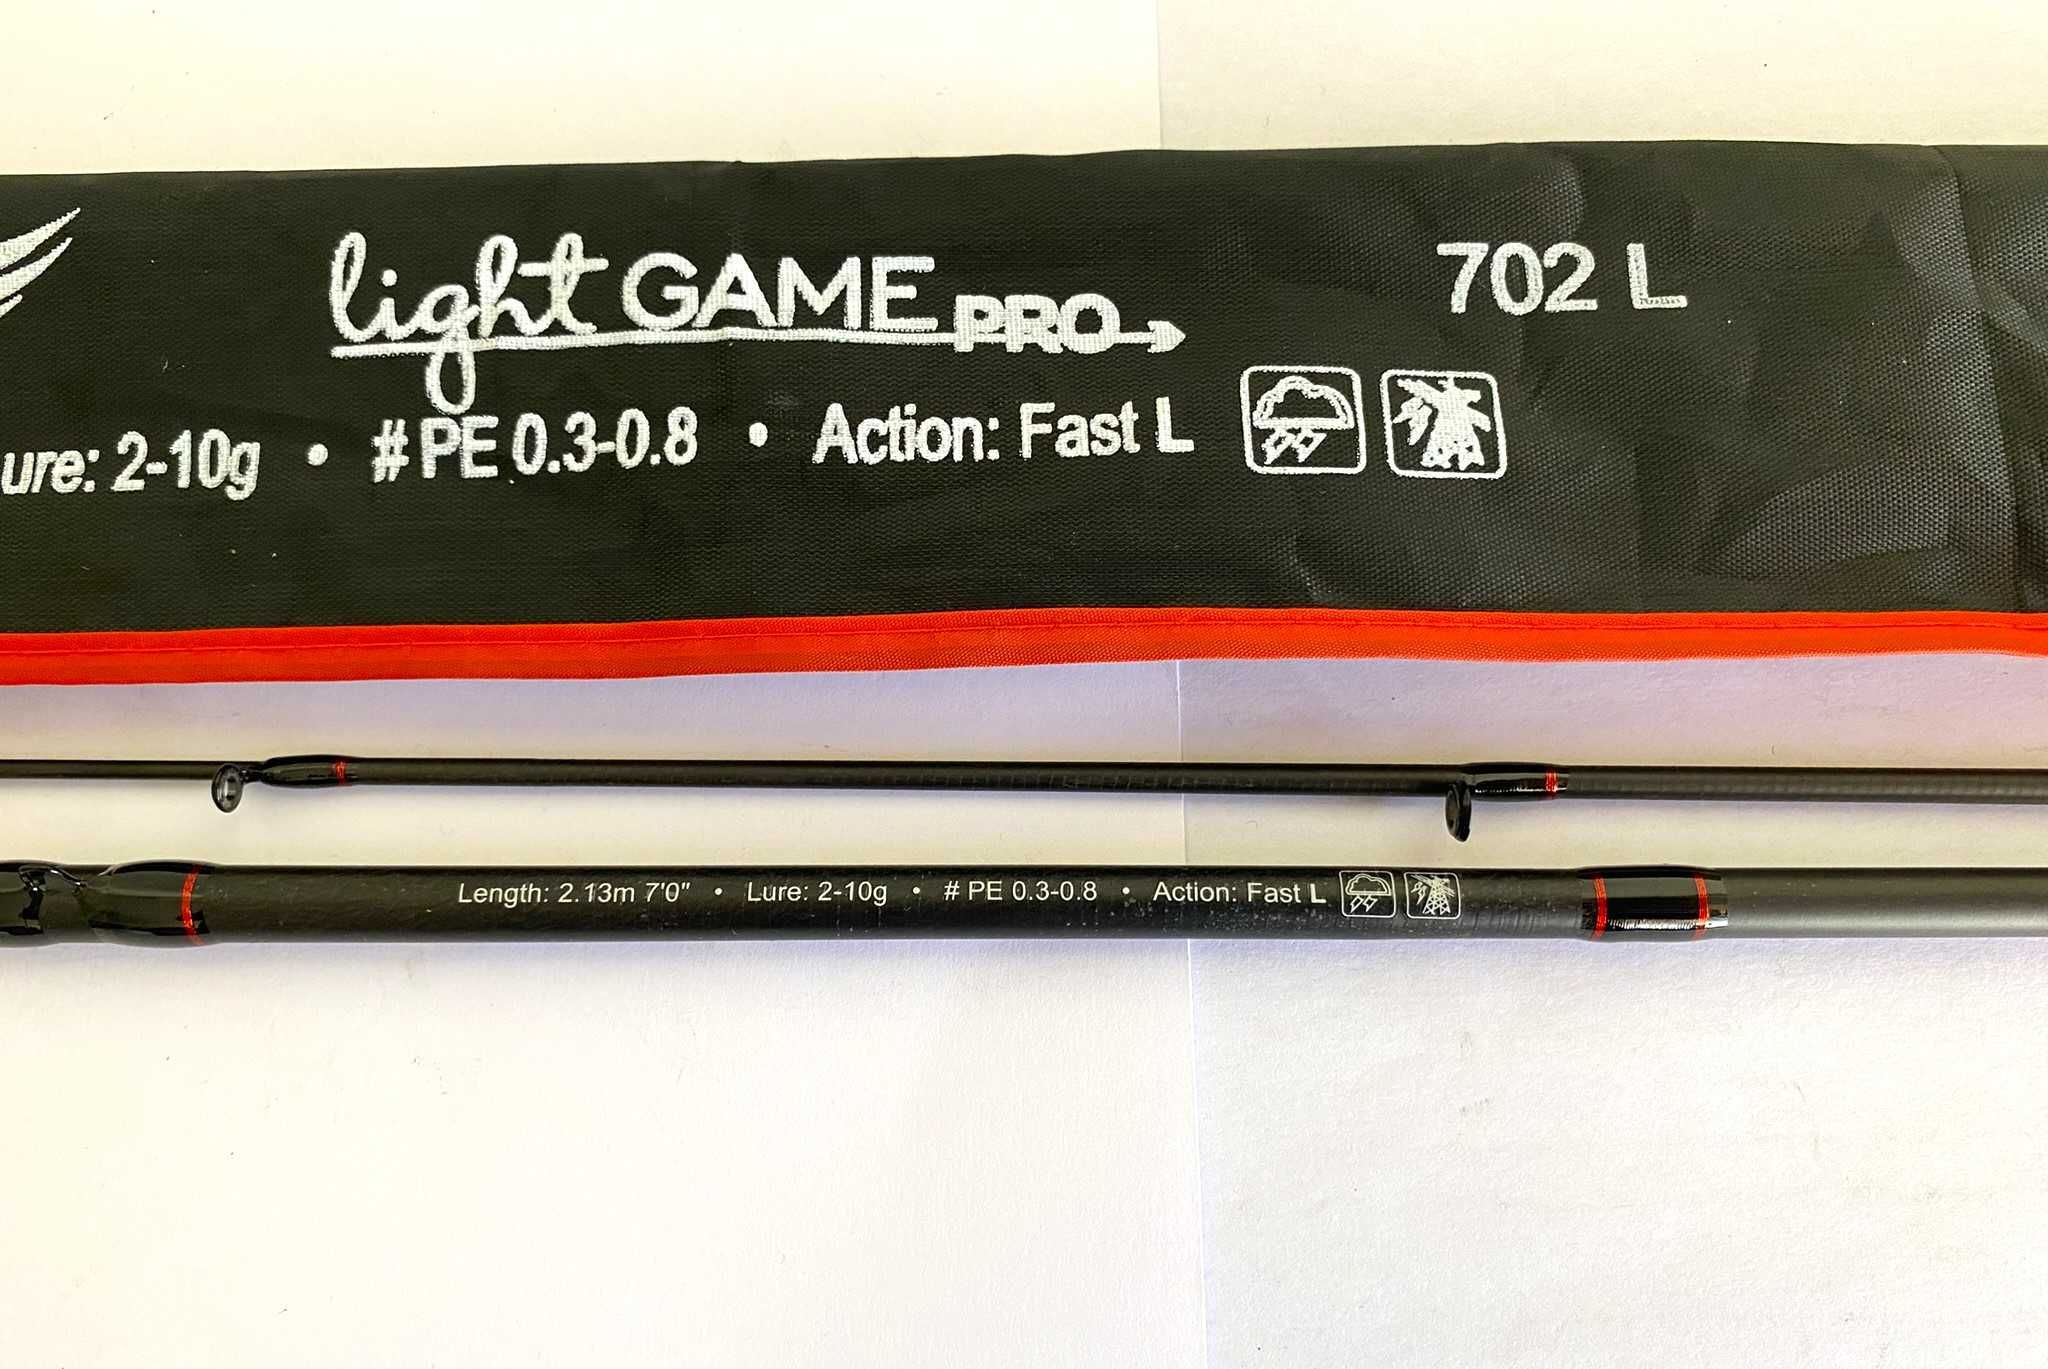 light GAME PRO
702 L
ure: 2-10g • # PE 0.3-0.8 • Action: Fast L
Length: 2.13m 7'0" • Lure: 2-10g • # PE 0.3-0.8 • Action: Fast L